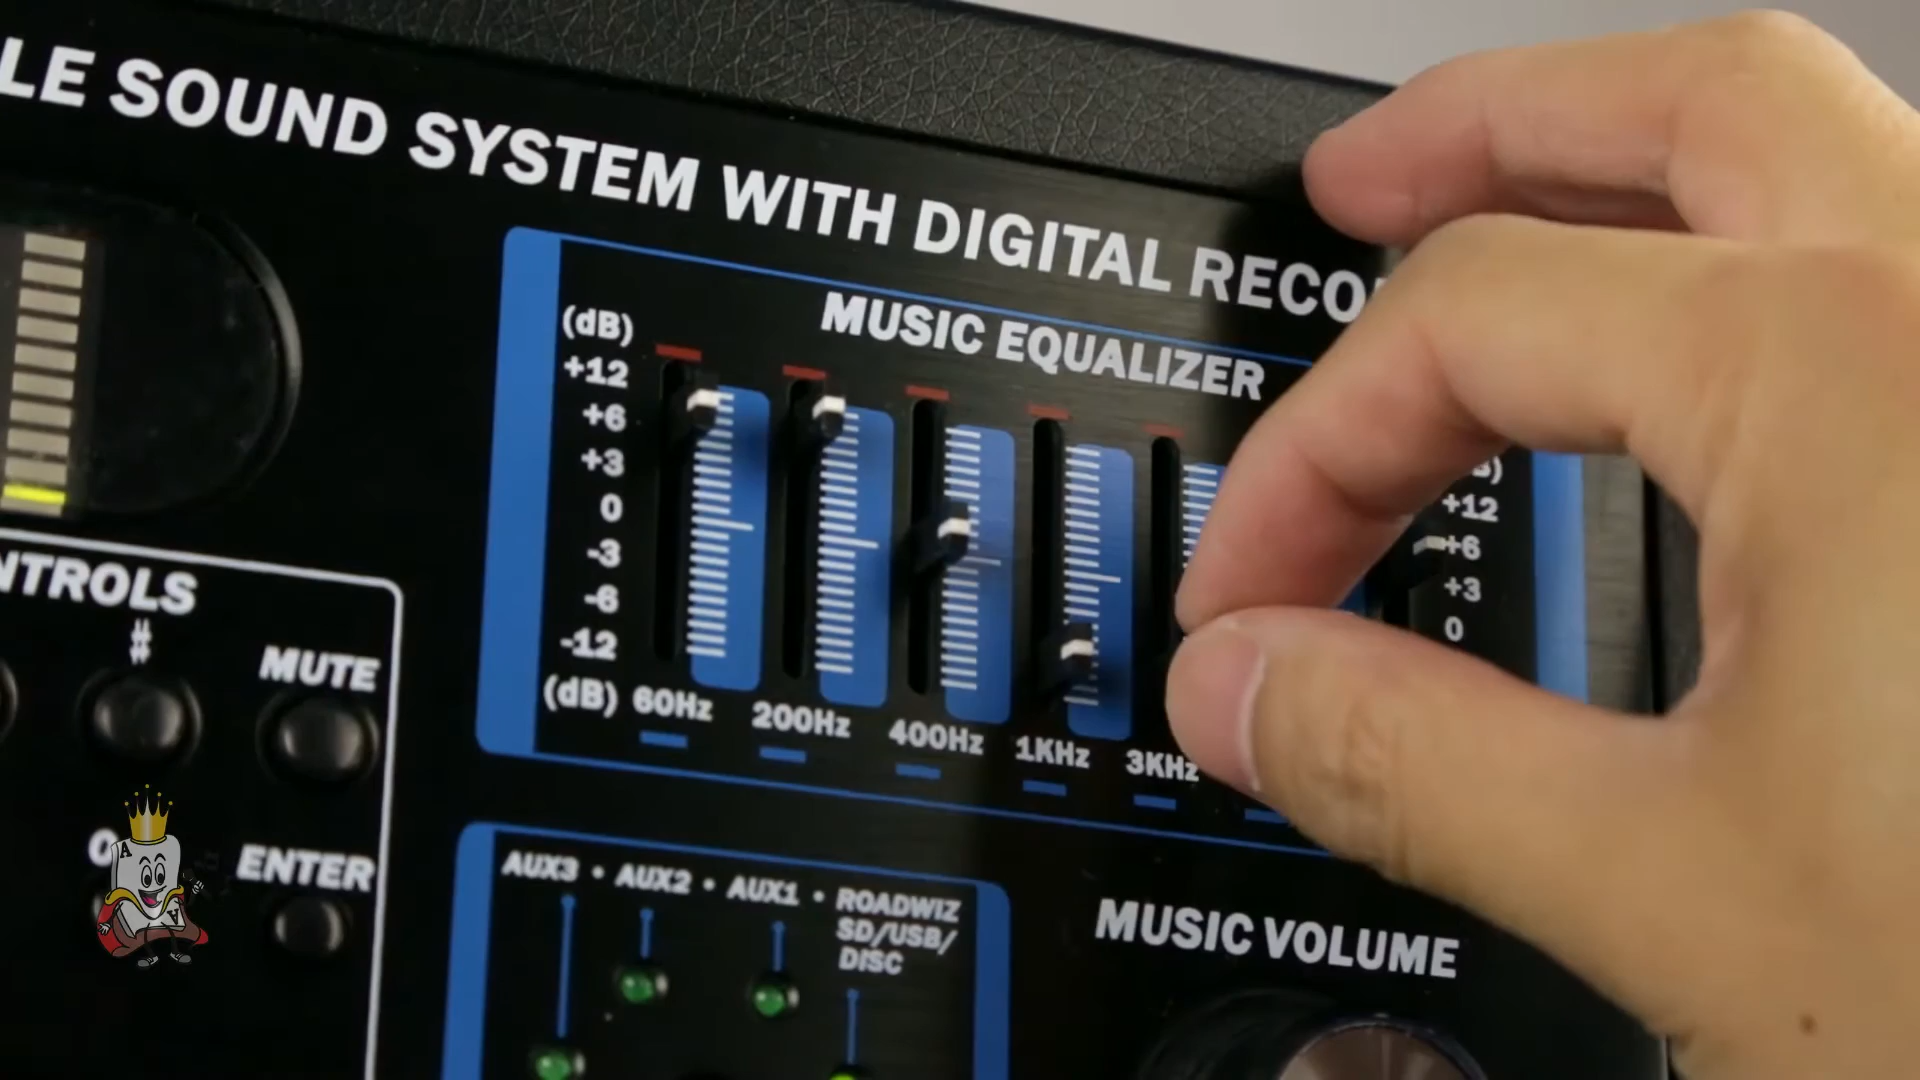 LE SOUND SYSTEM WITH DIGITAL RECO
MUSIC EQUALIZER
(dB)
+12
+6
+3
0
-3
-6
-12
(dB) 60Hz 200Hz 400Hz 1KHz 3KHz
+12
+6
+3
0
NTROLS
#
MUTE
ENTER
AUX3 • AUX2 • AUX1 • ROADWIZ
SD/USB/
DISC
MUSIC VOLUME
A
A